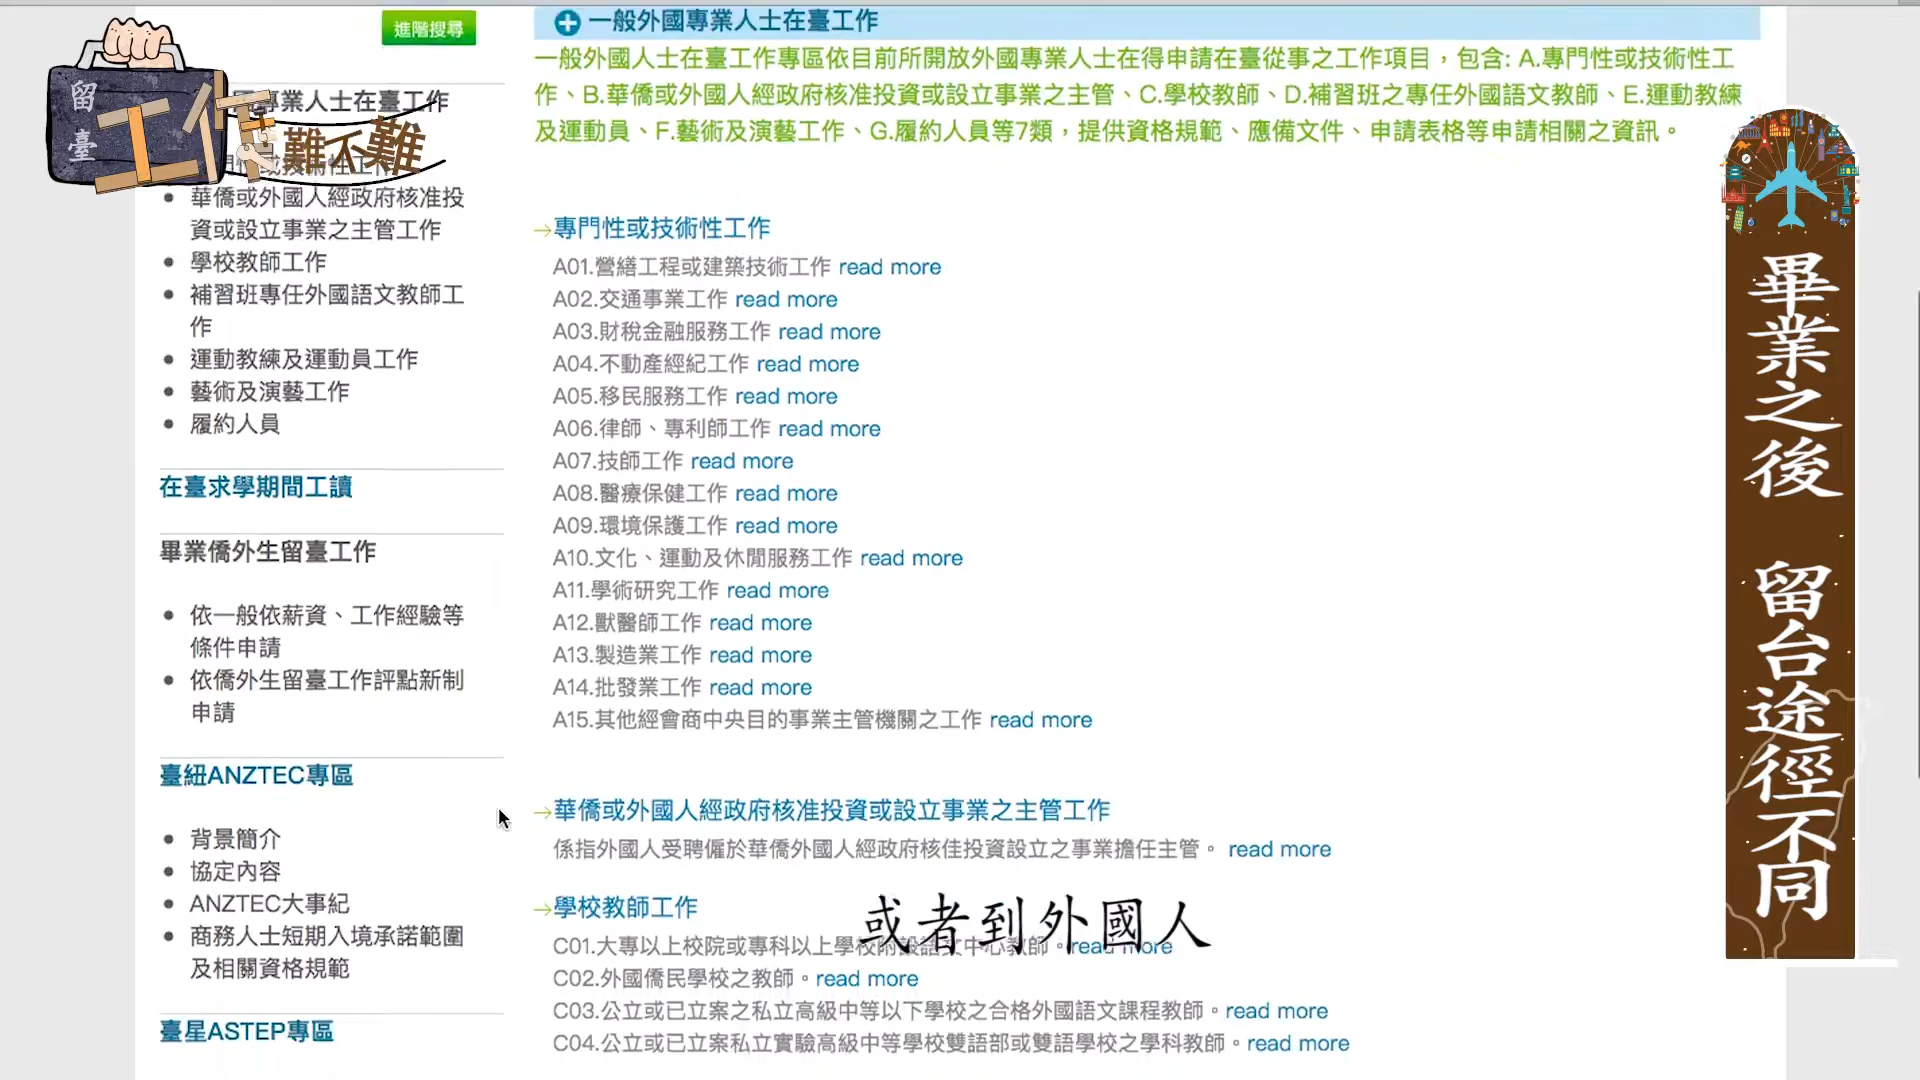 留臺
工作難不難
進階搜尋
專業人士在臺工作
華僑或外國人經政府核准投
資或設立事業之主管工作
學校教師工作
補習班專任外國語文教師工
作
運動教練及運動員工作
藝術及演藝工作
履約人員
在臺求學期間工讀
畢業僑外生留臺工作
依一般依薪資、工作經驗等
條件申請
依僑外生留臺工作評點新制
申請
臺紐ANZTEC專區
背景簡介
協定內容
ANZTEC大事紀
商務人士短期入境承諾範圍
及相關資格規範
臺星ASTEP專區
一般外國專業人士在臺工作
一般外國人士在臺工作專區依目前所開放外國專業人士在得申請在臺從事之工作項目，包含: A.專門性或技術性工
作、B.華僑或外國人經政府核准投資或設立事業之主管、C.學校教師、D.補習班之專任外國語文教師、E.運動教練
及運動員、F.藝術及演藝工作、G.履約人員等7類，提供資格規範、應備文件、申請表格等申請相關之資訊。
專門性或技術性工作
A01.營繕工程或建築技術工作 read more
A02.交通事業工作 read more
A03.財稅金融服務工作 read more
A04.不動產經紀工作 read more
A05.移民服務工作 read more
A06.律師、專利師工作 read more
A07.技師工作 read more
A08.醫療保健工作 read more
A09.環境保護工作 read more
A10.文化、運動及休閒服務工作 read more
A11.學術研究工作 read more
A12.獸醫師工作 read more
A13.製造業工作 read more
A14.批發業工作 read more
A15.其他經會商中央目的事業主管機關之工作 read more
華僑或外國人經政府核准投資或設立事業之主管工作
係指外國人受聘僱於華僑外國人經政府核佳投資設立之事業擔任主管。 read more
學校教師工作
C01.大專以上校院或專科以上學校附設語文中心教師。read more
C02.外國僑民學校之教師。read more
C03.公立或已立案之私立高級中等以下學校之合格外國語文課程教師。read more
C04.公立或已立案私立實驗高級中等學校雙語部或雙語學校之學科教師。read more
或者到外國人
畢業之後 留台途徑不同